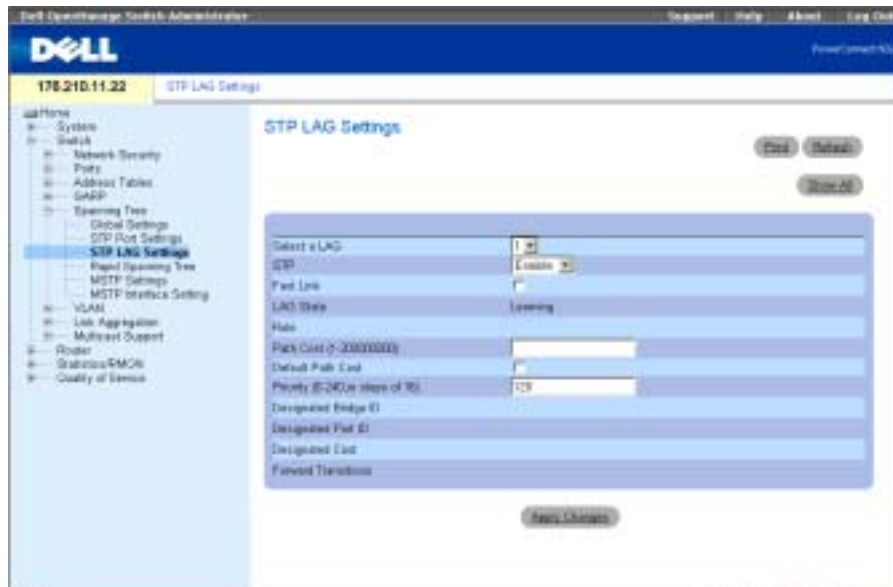 Dell OpenManage Switch Administrator
Support Help About Log Out
DELL
PowerConnect
178.210.11.22
STP LAG Settings
Home
System
Switch
Network Security
Ports
Address Tables
GARP
Spanning Tree
Global Settings
STP Port Settings
STP LAG Settings
Rapid Spanning Tree
MSTP Settings
MSTP Interface Setting
VLAN
Link Aggregation
Multicast Support
Router
Statistics/RMON
Quality of Service
STP LAG Settings
Print Refresh
Show All
Select a LAG 1
STP Enable
Fast Link
LAG State Learning
Role
Path Cost (1-200000000)
Default Path Cost
Priority (0-240,in steps of 16) 128
Designated Bridge ID
Designated Port ID
Designated Cost
Forward Transitions
Apply Changes